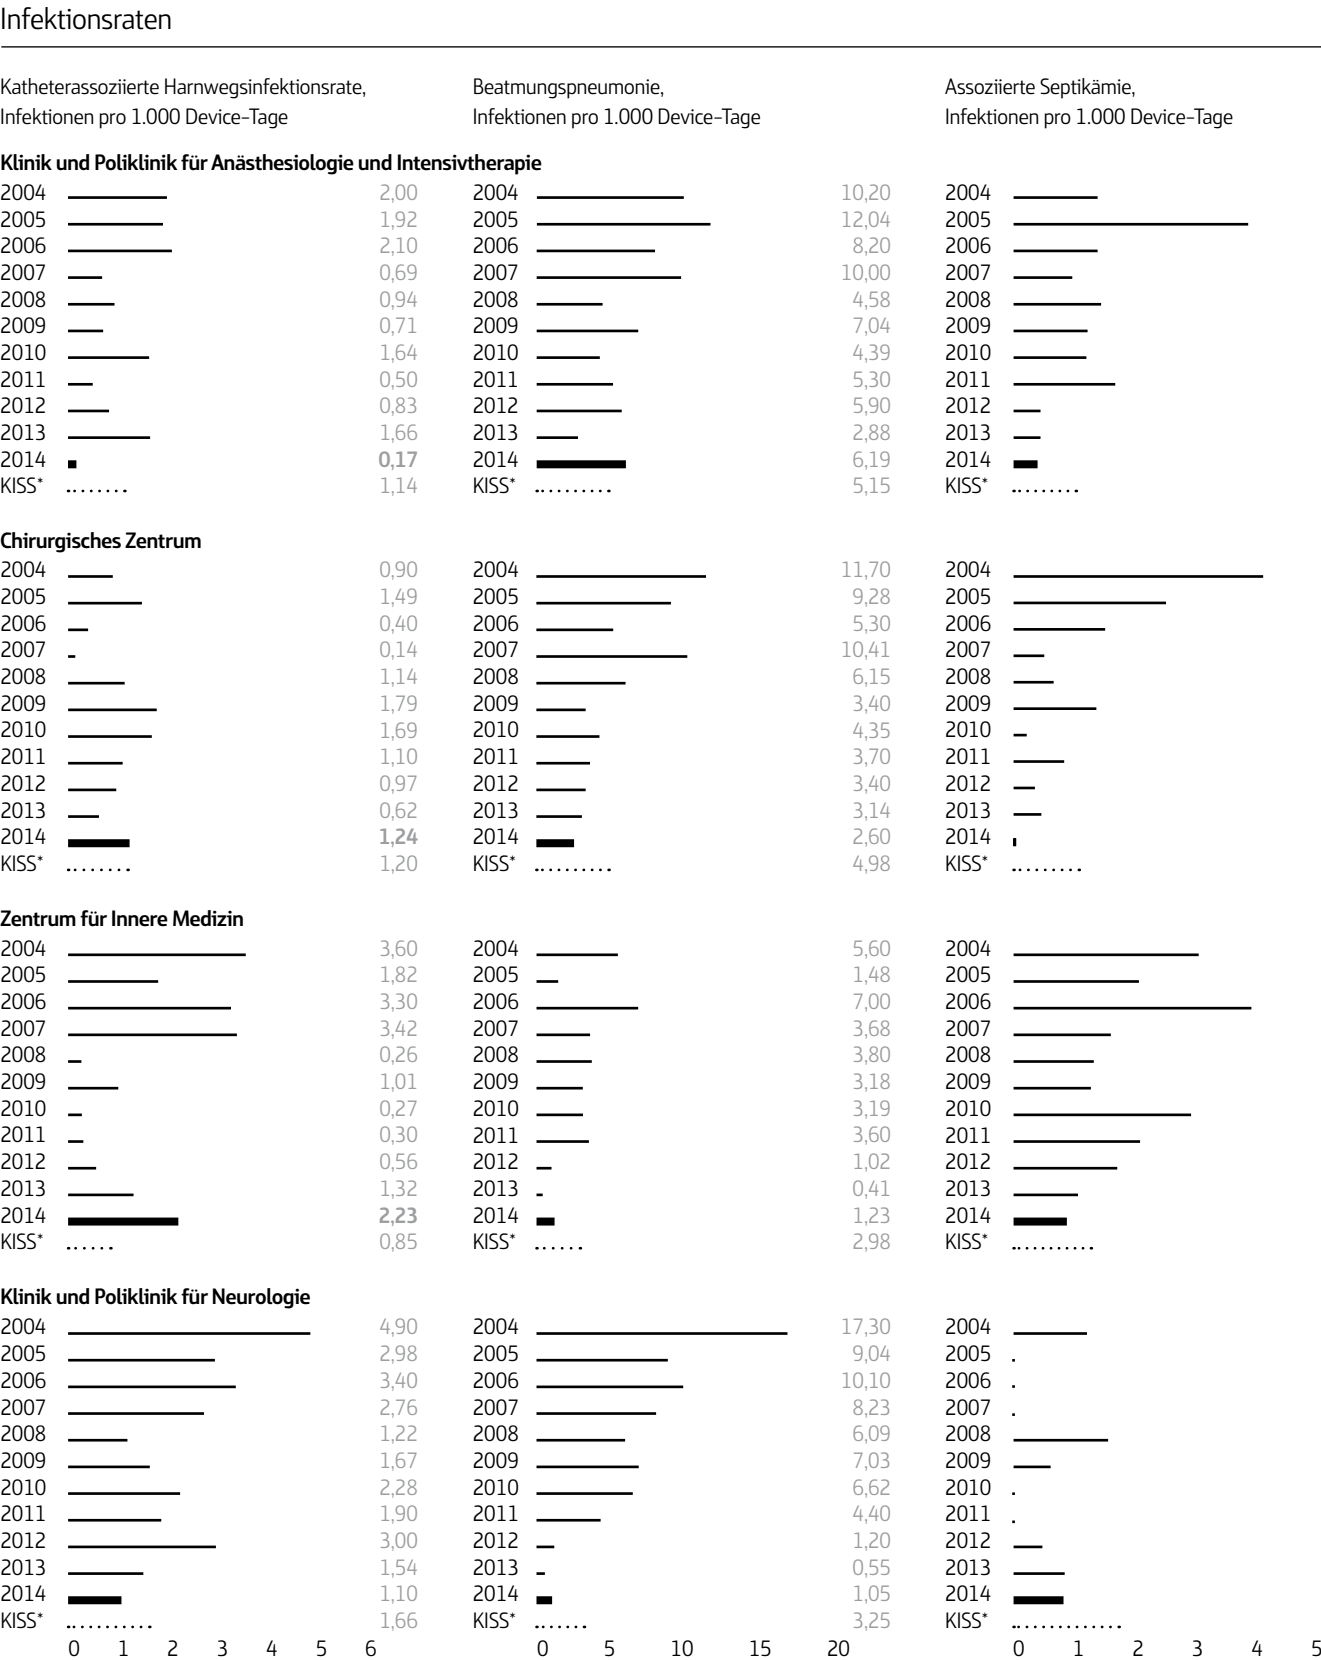 Infektionsraten
Katheterassoziierte Harnwegsinfektionsrate, Beatmungspneumonie, Assoziierte Septikämie,
Infektionen pro 1.000 Device-Tage Infektionen pro 1.000 Device-Tage Infektionen pro 1.000 Device-Tage
Klinik und Poliklinik für Anästhesiologie und Intensivtherapie
2004 2,00 2004 10,20 2004
2005 1,92 2005 12,04 2005
2006 2,10 2006 8,20 2006
2007 0,69 2007 10,00 2007
2008 0,94 2008 4,58 2008
2009 0,71 2009 7,04 2009
2010 1,64 2010 4,39 2010
2011 0,50 2011 5,30 2011
2012 0,83 2012 5,90 2012
2013 1,66 2013 2,88 2013
2014 0,17 2014 6,19 2014
KISS* 1,14 KISS* 5,15 KISS*
Chirurgisches Zentrum
2004 0,90 2004 11,70 2004
2005 1,49 2005 9,28 2005
2006 0,40 2006 5,30 2006
2007 0,14 2007 10,41 2007
2008 1,14 2008 6,15 2008
2009 1,79 2009 3,40 2009
2010 1,69 2010 4,35 2010
2011 1,10 2011 3,70 2011
2012 0,97 2012 3,40 2012
2013 0,62 2013 3,14 2013
2014 1,24 2014 2,60 2014
KISS* 1,20 KISS* 4,98 KISS*
Zentrum für Innere Medizin
2004 3,60 2004 5,60 2004
2005 1,82 2005 1,48 2005
2006 3,30 2006 7,00 2006
2007 3,42 2007 3,68 2007
2008 0,26 2008 3,80 2008
2009 1,01 2009 3,18 2009
2010 0,27 2010 3,19 2010
2011 0,30 2011 3,60 2011
2012 0,56 2012 1,02 2012
2013 1,32 2013 0,41 2013
2014 2,23 2014 1,23 2014
KISS* 0,85 KISS* 2,98 KISS*
Klinik und Poliklinik für Neurologie
2004 4,90 2004 17,30 2004
2005 2,98 2005 9,04 2005
2006 3,40 2006 10,10 2006
2007 2,76 2007 8,23 2007
2008 1,22 2008 6,09 2008
2009 1,67 2009 7,03 2009
2010 2,28 2010 6,62 2010
2011 1,90 2011 4,40 2011
2012 3,00 2012 1,20 2012
2013 1,54 2013 0,55 2013
2014 1,10 2014 1,05 2014
KISS* 1,66 KISS* 3,25 KISS*
0 1 2 3 4 5 6 0 5 10 15 20 0 1 2 3 4 5